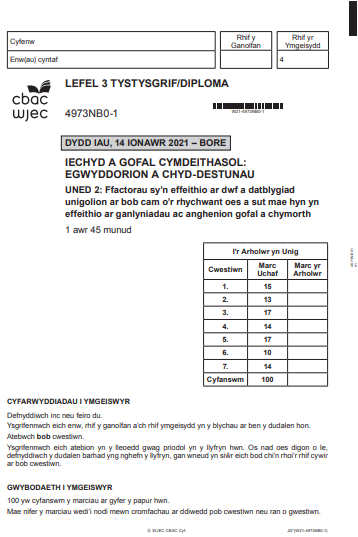 Cyfenw
Enw(au) cyntaf
Rhif y
Ganolfan
Rhif yr
Ymgeisydd
4
cbac
wjec
LEFEL 3 TYSTYSGRIF/DIPLOMA
4973NB0-1
W21-4973NB0-1
DYDD IAU, 14 IONAWR 2021 – BORE
IECHYD A GOFAL CYMDEITHASOL:
EGWYDDORION A CHYD-DESTUNAU
UNED 2: Ffactorau sy'n effeithio ar dwf a datblygiad
unigolion ar bob cam o'r rhychwant oes a sut mae hyn yn
effeithio ar ganlyniadau ac anghenion gofal a chymorth
1 awr 45 munud
I'r Arholwr yn Unig
Cwestiwn
Marc
Uchaf
Marc yr
Arholwr
1. 15
2. 13
3. 17
4. 14
5. 17
6. 10
7. 14
Cyfanswm 100
CYFARWYDDIADAU I YMGEISWYR
Defnyddiwch inc neu feiro du.
Ysgrifennwch eich enw, rhif y ganolfan a'ch rhif ymgeisydd yn y blychau ar ben y dudalen hon.
Atebwch bob cwestiwn.
Ysgrifennwch eich atebion yn y lleoedd gwag priodol yn y llyfryn hwn. Os nad oes digon o le,
defnyddiwch y dudalen barhad yng nghefn y llyfryn, gan wneud yn siŵr eich bod chi'n rhoi'r rhif cywir
ar bob cwestiwn.
GWYBODAETH I YMGEISWYR
100 yw cyfanswm y marciau ar gyfer y papur hwn.
Mae nifer y marciau wedi'i nodi mewn cromfachau ar ddiwedd pob cwestiwn neu ran o gwestiwn.
© WJEC CBAC Cyf.